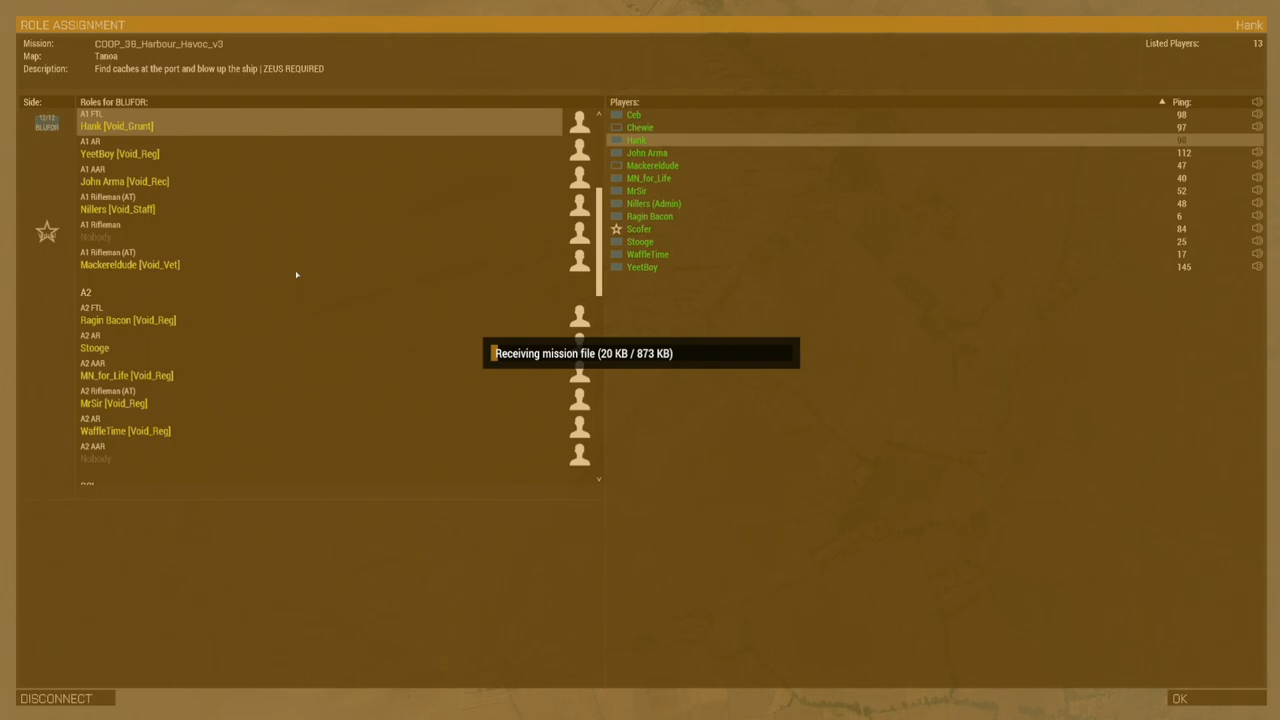 ROLE ASSIGNMENT
Hank
Mission: COOP_36_Harbour_Havoc_v3
Listed Players: 13
Map: Tanoa
Description: Find caches at the port and blow up the ship | ZEUS REQUIRED
Side:
Roles for BLUFOR:
12/12
BLUFOR
A1 FTL
Hank [Void_Grunt]
A1 AR
YeetBoy [Void_Reg]
A1 AAR
John Arma [Void_Rec]
A1 Rifleman (AT)
Nillers [Void_Staff]
A1 Rifleman
Nobody
A1 Rifleman (AT)
Mackereldude [Void_Vet]
A2
A2 FTL
Ragin Bacon [Void_Reg]
A2 AR
Stooge
A2 AAR
MN_for_Life [Void_Reg]
A2 Rifleman (AT)
MrSir [Void_Reg]
A2 AR
WaffleTime [Void_Reg]
A2 AAR
Nobody
Players: Ping:
Ceb 98
Chewie 97
Hank 98
John Arma 112
Mackereldude 47
MN_for_Life 40
MrSir 52
Nillers (Admin) 48
Ragin Bacon 6
Scofer 84
Stooge 25
WaffleTime 17
YeetBoy 145
Receiving mission file (20 KB / 873 KB)
DISCONNECT
OK